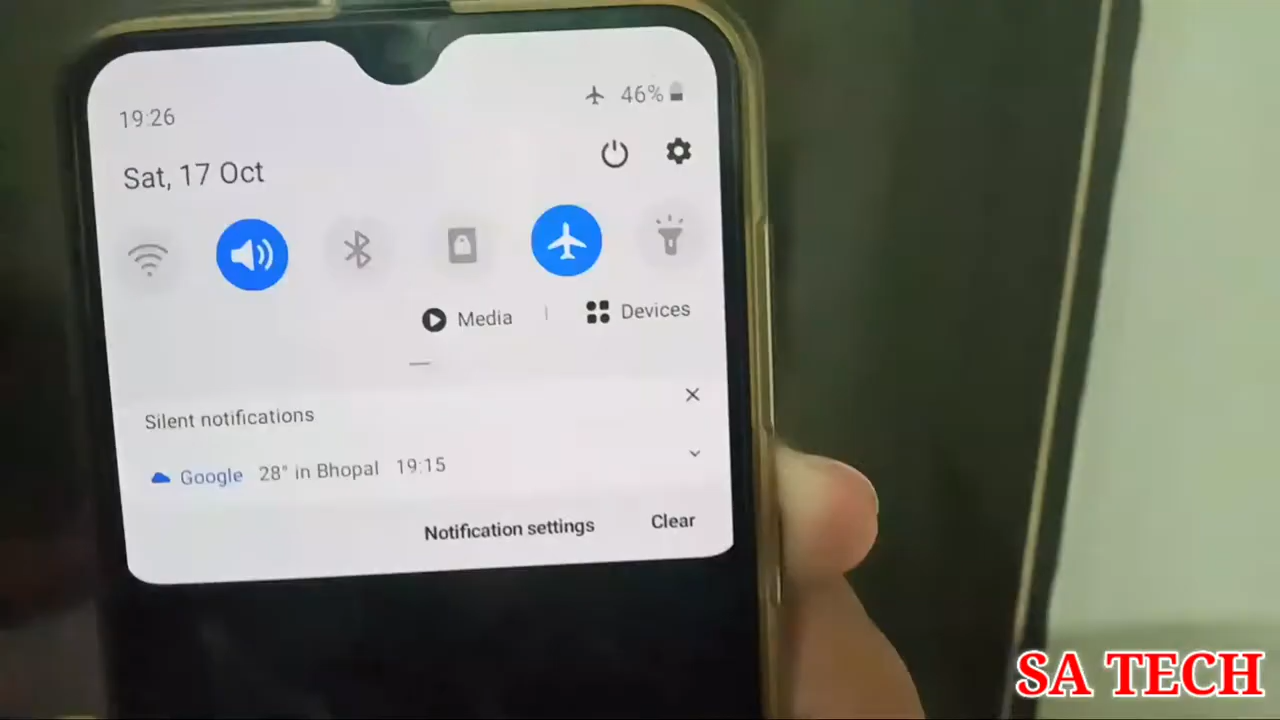 19:26
46%
Sat, 17 Oct
Media
Devices
Silent notifications
Google 28° in Bhopal 19:15
Notification settings
Clear
SA TECH